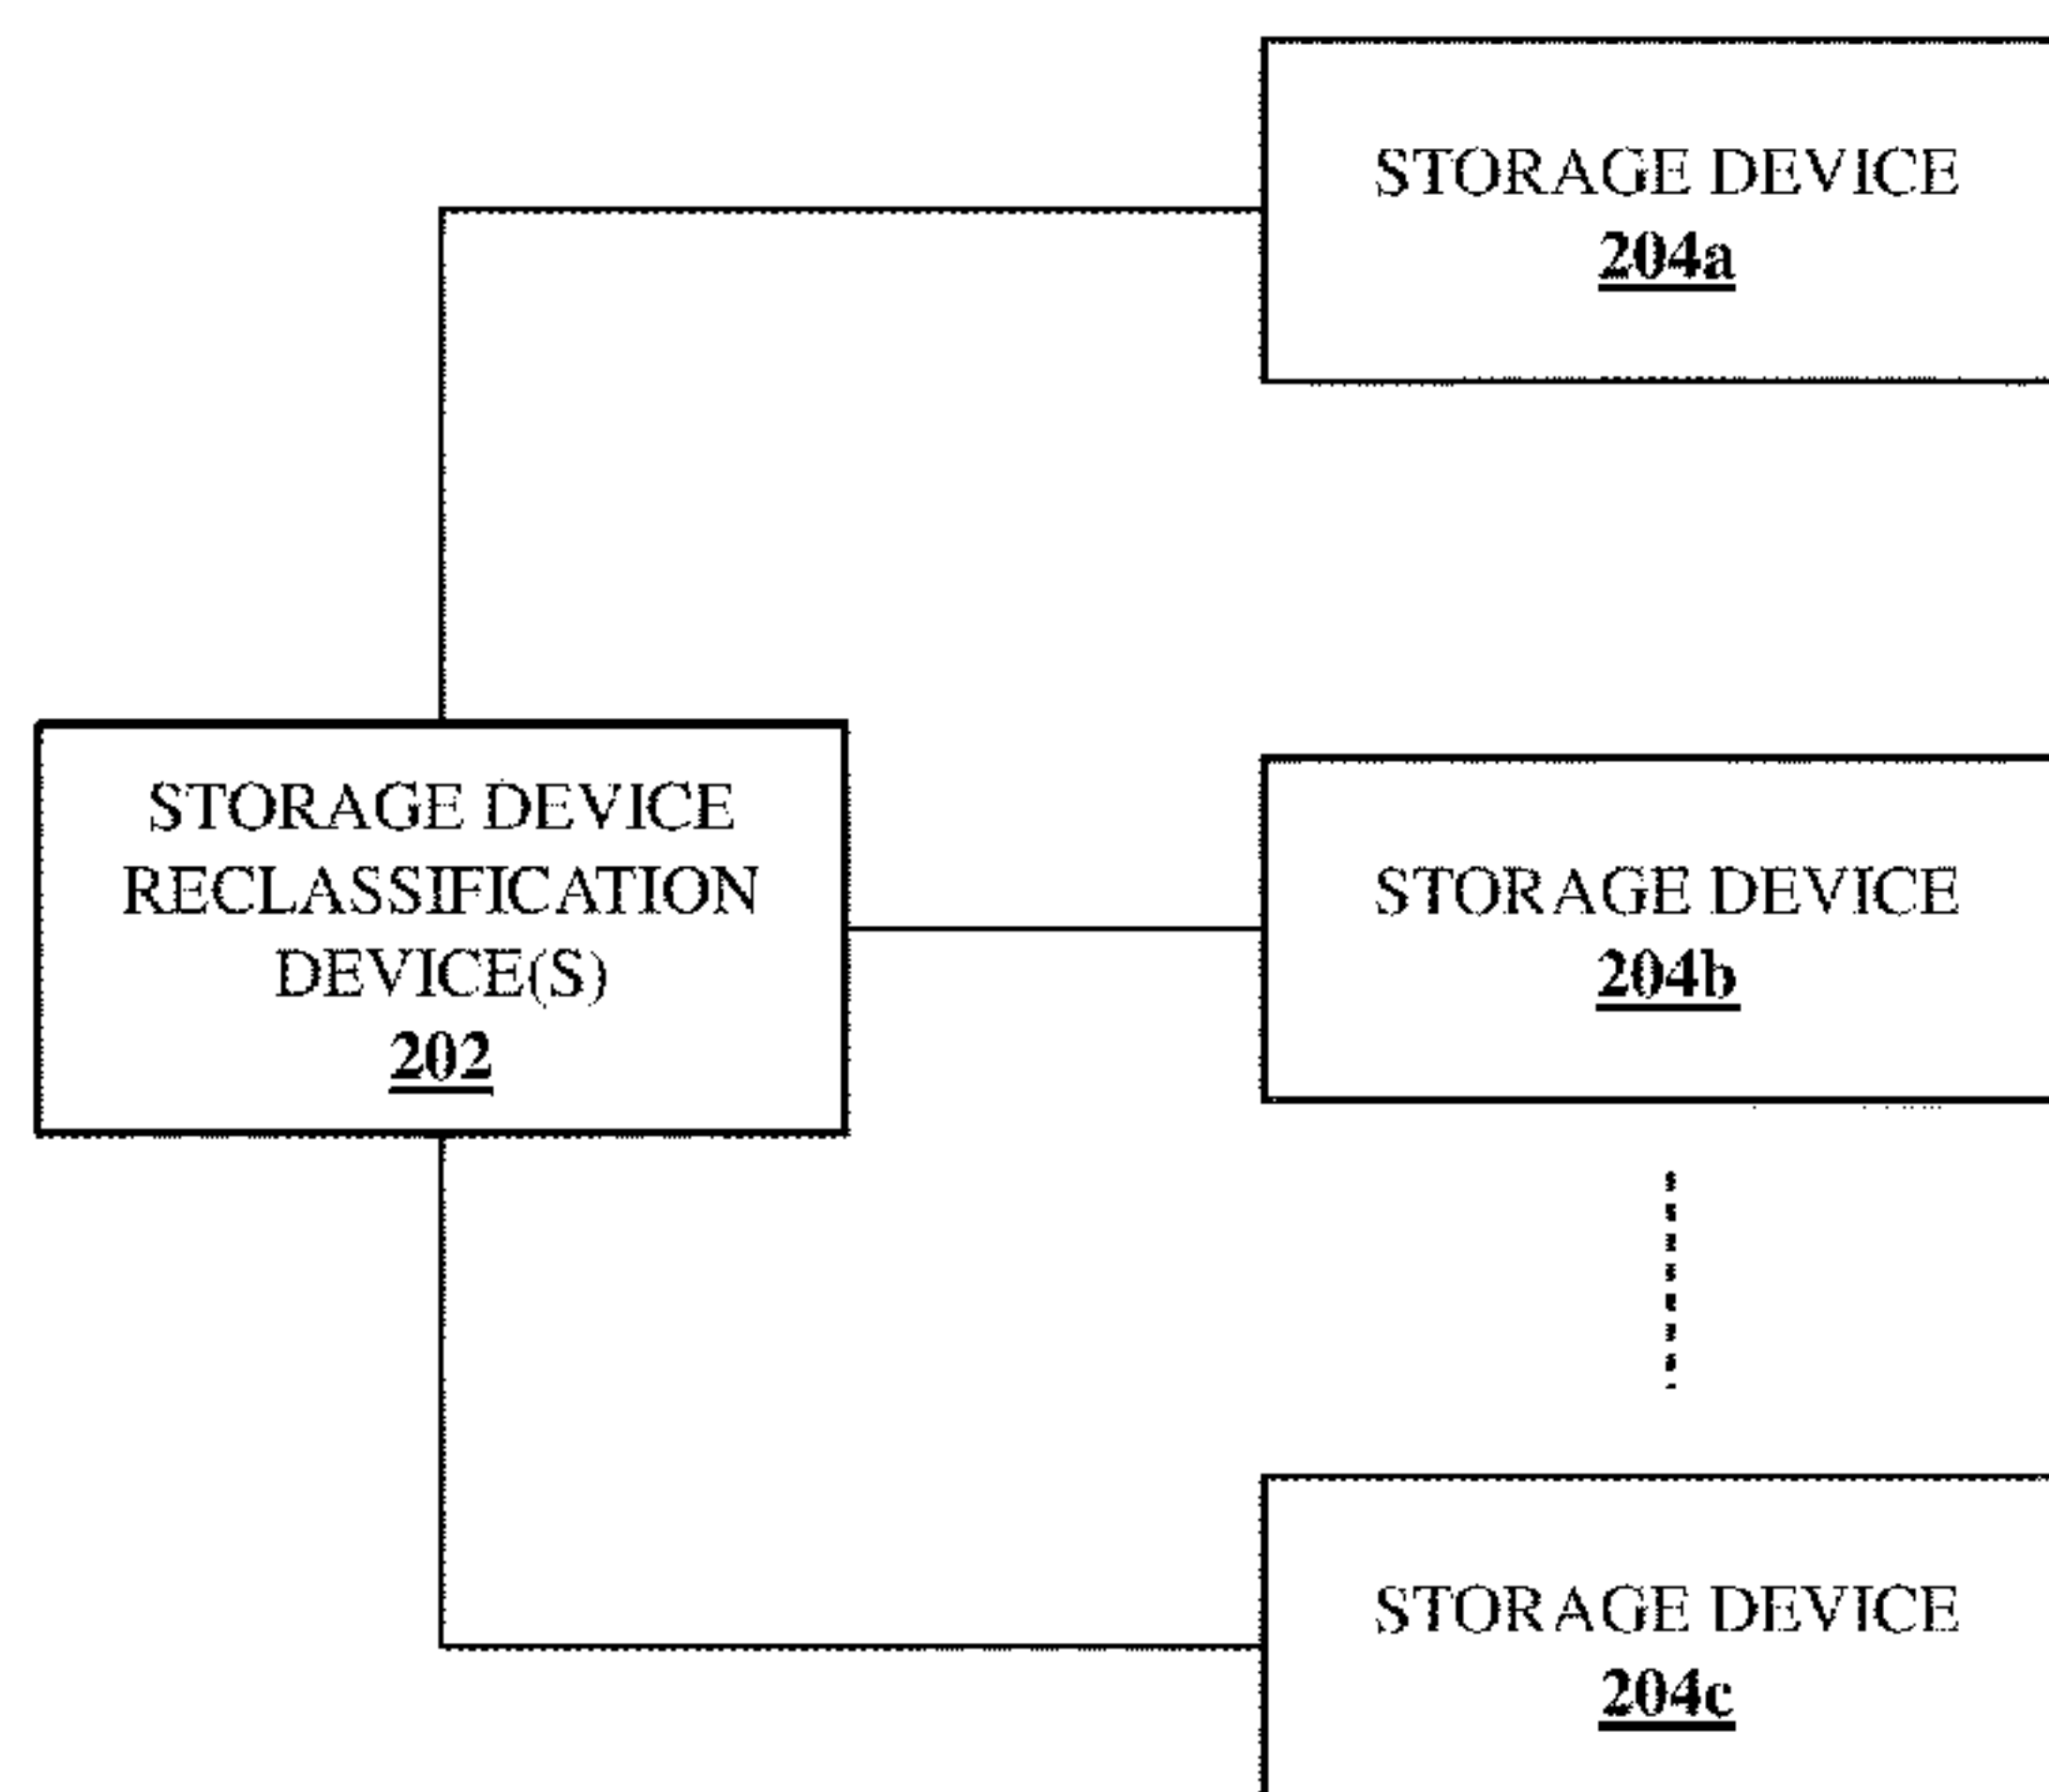 STORAGE DEVICE
204a
STORAGE DEVICE
RECLASSIFICATION
DEVICE(S)
202
STORAGE DEVICE
204b
STORAGE DEVICE
204c